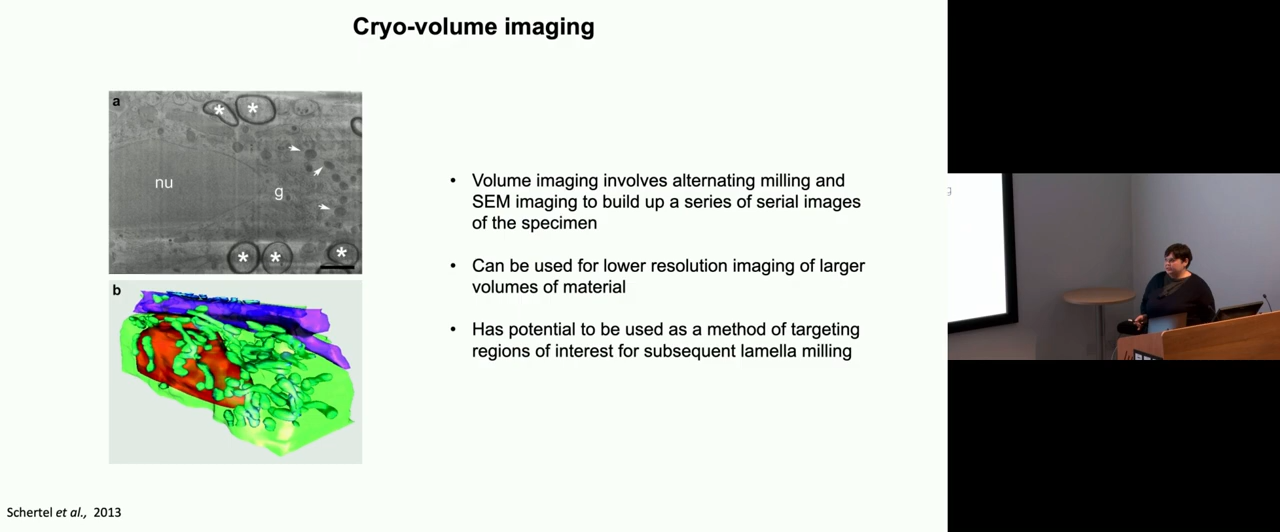 Cryo-volume imaging
a
* *
nu
g
* * *
b
• Volume imaging involves alternating milling and
SEM imaging to build up a series of serial images
of the specimen
• Can be used for lower resolution imaging of larger
volumes of material
• Has potential to be used as a method of targeting
regions of interest for subsequent lamella milling
Schertel et al., 2013
g